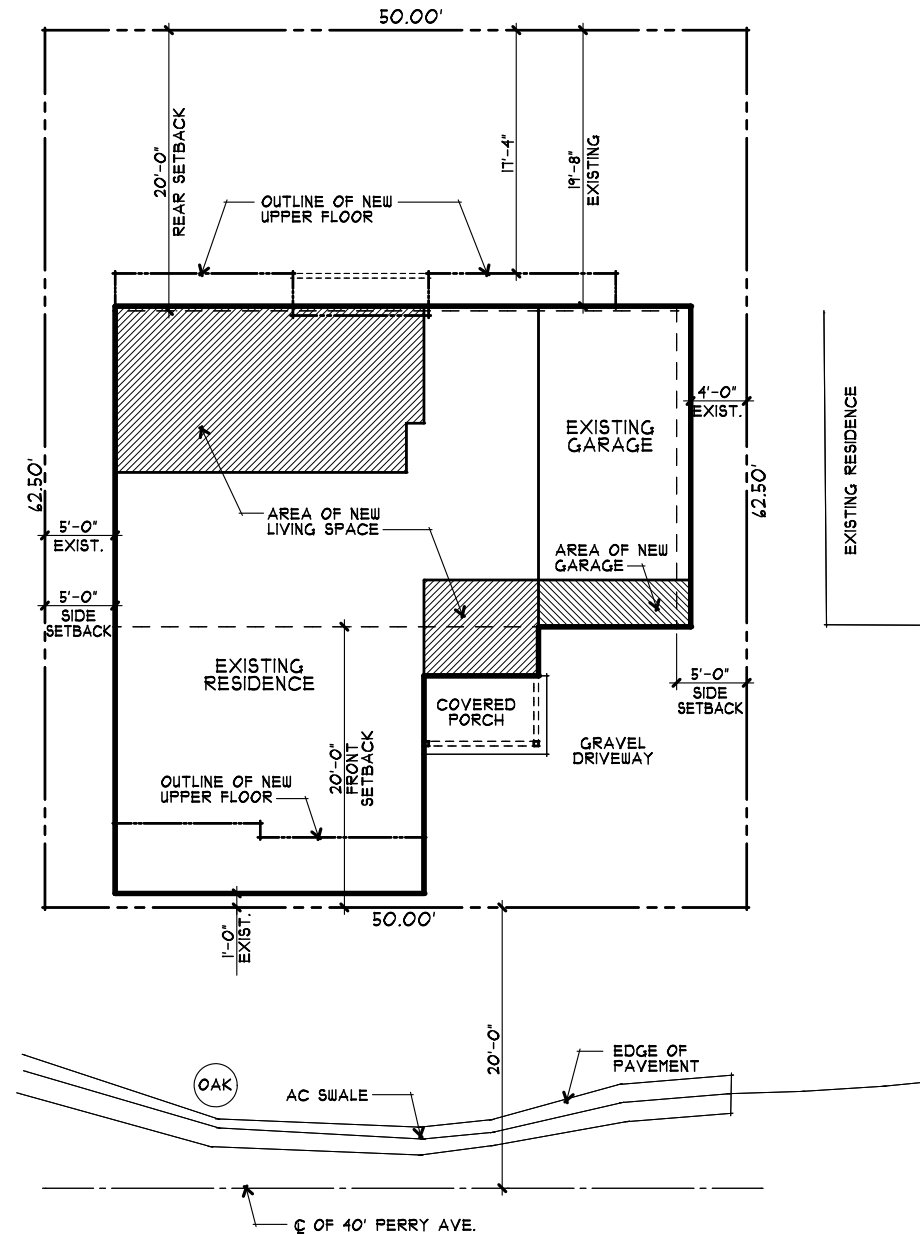 50.00'
20'-0"
REAR SETBACK
17'-4"
19'-8"
EXISTING
OUTLINE OF NEW
UPPER FLOOR
4'-0"
EXIST.
EXISTING
GARAGE
EXISTING RESIDENCE
62.50'
62.50'
AREA OF NEW
LIVING SPACE
5'-0"
EXIST.
AREA OF NEW
GARAGE
5'-0"
SIDE
SETBACK
EXISTING
RESIDENCE
5'-0"
SIDE
SETBACK
COVERED
PORCH
GRAVEL
DRIVEWAY
20'-0"
FRONT
SETBACK
OUTLINE OF NEW
UPPER FLOOR
50.00'
1'-0"
EXIST.
20'-0"
EDGE OF
PAVEMENT
OAK
AC SWALE
℄ OF 40' PERRY AVE.